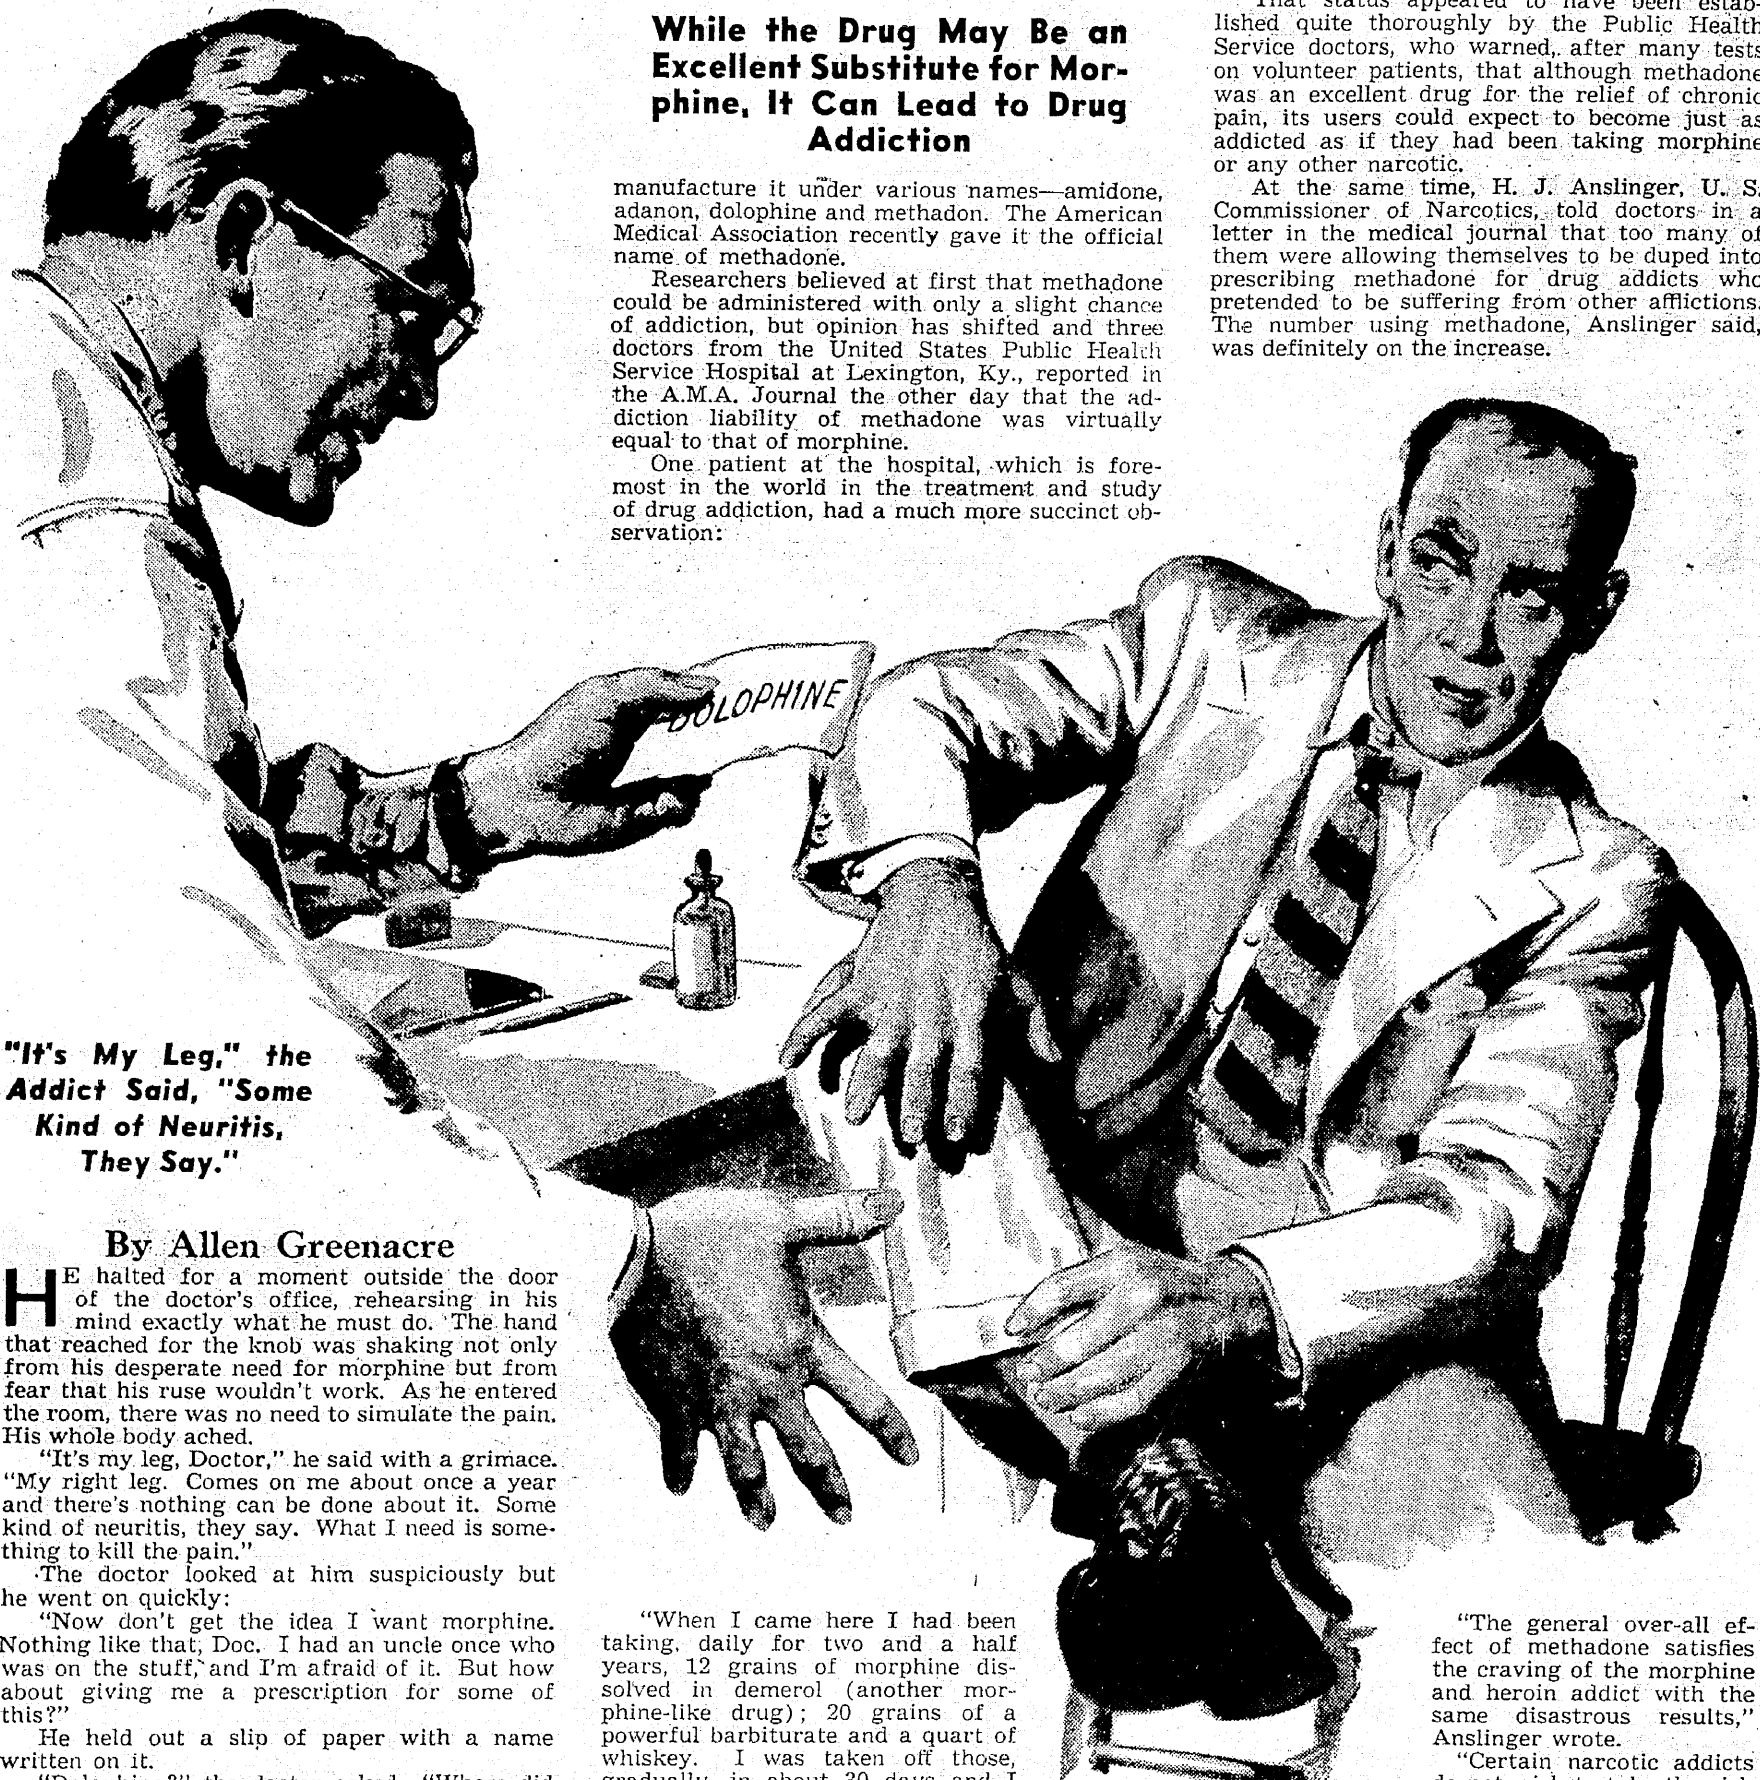 While the Drug May Be an
Excellent Substitute for Mor-
phine, It Can Lead to Drug
Addiction
manufacture it under various names—amidone,
adanon, dolophine and methadon. The American
Medical Association recently gave it the official
name of methadone.
Researchers believed at first that methadone
could be administered with only a slight chance
of addiction, but opinion has shifted and three
doctors from the United States Public Health
Service Hospital at Lexington, Ky., reported in
the A.M.A. Journal the other day that the ad-
diction liability of methadone was virtually
equal to that of morphine.
One patient at the hospital, which is fore-
most in the world in the treatment and study
of drug addiction, had a much more succinct ob-
servation:
That status appeared to have been estab-
lished quite thoroughly by the Public Health
Service doctors, who warned, after many tests
on volunteer patients, that although methadone
was an excellent drug for the relief of chronic
pain, its users could expect to become just as
addicted as if they had been taking morphine
or any other narcotic.
At the same time, H. J. Anslinger, U. S.
Commissioner of Narcotics, told doctors in a
letter in the medical journal that too many of
them were allowing themselves to be duped into
prescribing methadone for drug addicts who
pretended to be suffering from other afflictions.
The number using methadone, Anslinger said,
was definitely on the increase.
DOLOPHINE
"It's My Leg," the
Addict Said, "Some
Kind of Neuritis,
They Say."
By Allen Greenacre
HE halted for a moment outside the door
of the doctor's office, rehearsing in his
mind exactly what he must do. The hand
that reached for the knob was shaking not only
from his desperate need for morphine but from
fear that his ruse wouldn't work. As he entered
the room, there was no need to simulate the pain.
His whole body ached.
"It's my leg, Doctor," he said with a grimace.
"My right leg. Comes on me about once a year
and there's nothing can be done about it. Some
kind of neuritis, they say. What I need is some-
thing to kill the pain."
The doctor looked at him suspiciously but
he went on quickly:
"Now don't get the idea I want morphine.
Nothing like that, Doc. I had an uncle once who
was on the stuff, and I'm afraid of it. But how
about giving me a prescription for some of
this?"
He held out a slip of paper with a name
written on it.
"When I came here I had been
taking, daily for two and a half
years, 12 grains of morphine dis-
solved in demerol (another mor-
phine-like drug); 20 grains of a
powerful barbiturate and a quart of
whiskey. I was taken off those,
gradually, in about 30 days and I
"The general over-all ef-
fect of methadone satisfies
the craving of the morphine
and heroin addict with the
same disastrous results,"
Anslinger wrote.
"Certain narcotic addicts